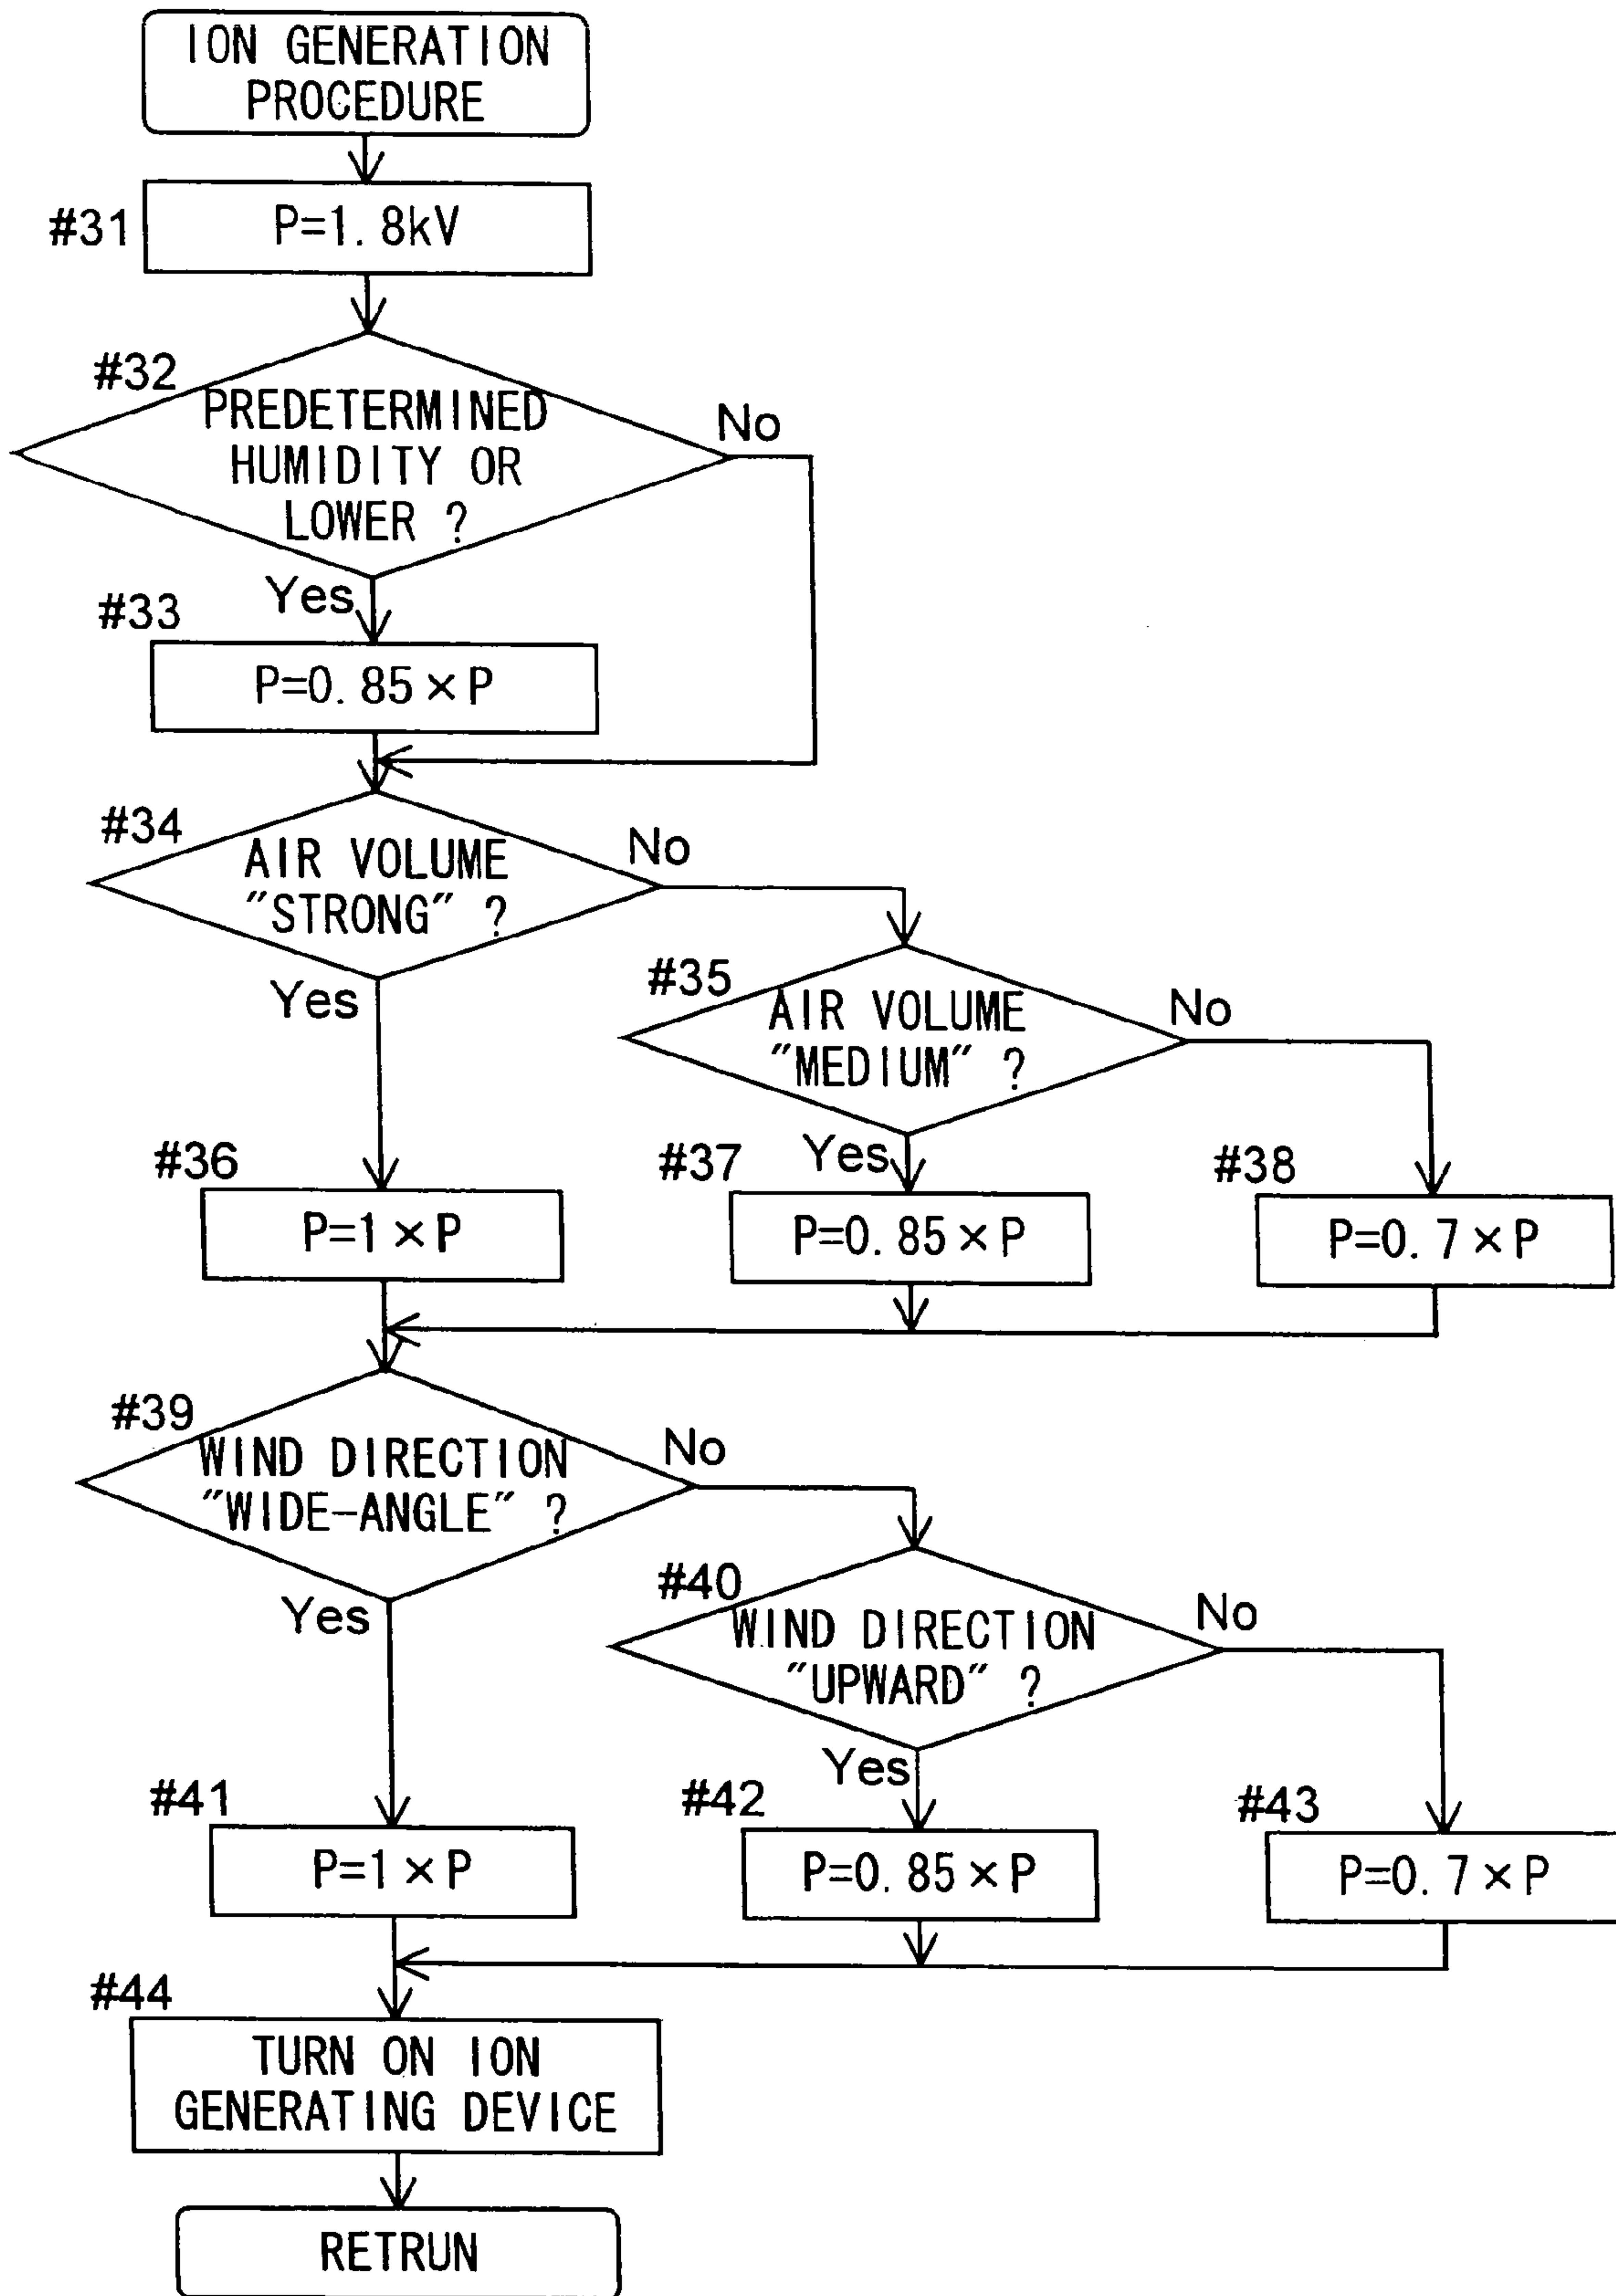 ION GENERATION
PROCEDURE
#31
P=1.8kV
#32
PREDETERMINED
HUMIDITY OR
LOWER ?
No
Yes
#33
P=0.85×P
#34
AIR VOLUME
"STRONG" ?
No
Yes
#35
AIR VOLUME
"MEDIUM" ?
No
Yes
#36
P=1×P
#37
P=0.85×P
#38
P=0.7×P
#39
WIND DIRECTION
"WIDE-ANGLE" ?
No
Yes
#40
WIND DIRECTION
"UPWARD" ?
No
Yes
#41
P=1×P
#42
P=0.85×P
#43
P=0.7×P
#44
TURN ON ION
GENERATING DEVICE
RETRUN